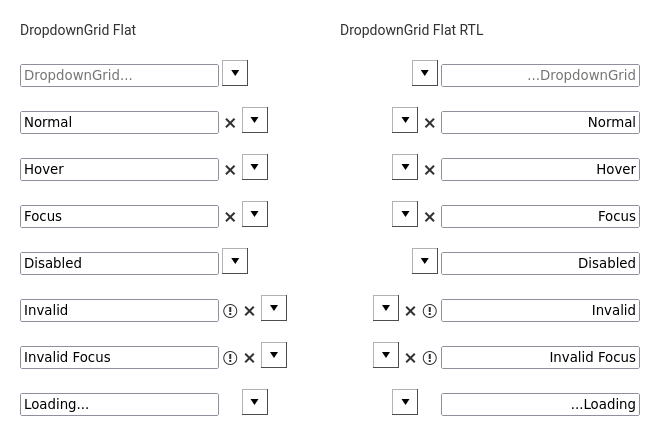 DropdownGrid Flat
DropdownGrid...
Normal
Hover
Focus
Disabled
Invalid
Invalid Focus
Loading...
DropdownGrid Flat RTL
...DropdownGrid
Normal
Hover
Focus
Disabled
Invalid
Invalid Focus
...Loading